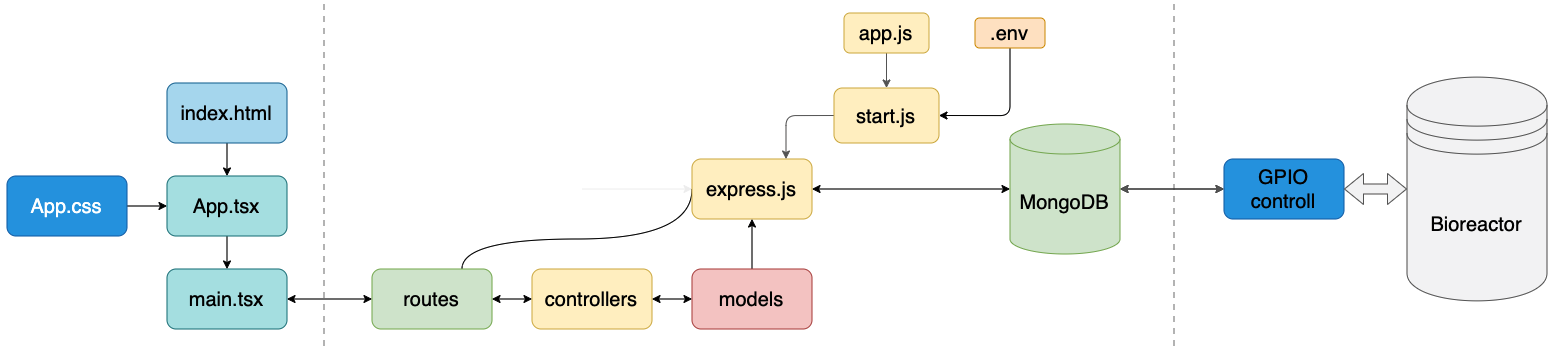 app.js
.env
index.html
start.js
App.css
App.tsx
express.js
MongoDB
GPIO
controll
Bioreactor
main.tsx
routes
controllers
models